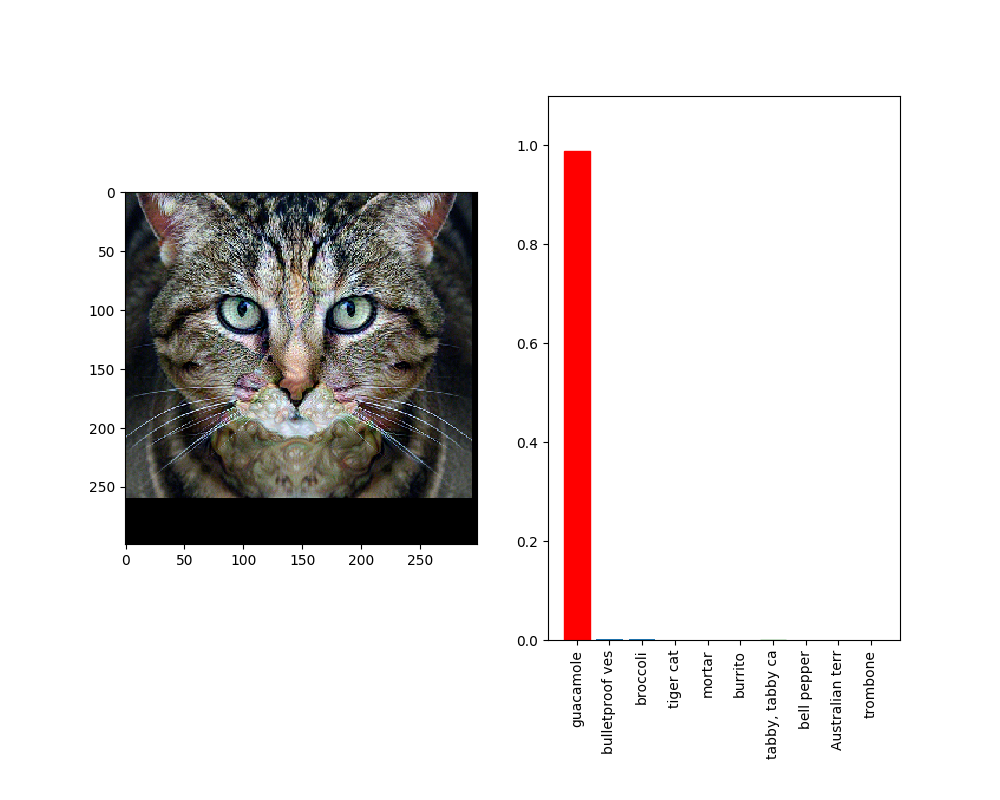 0
50
100
150
200
250
0 50 100 150 200 250
1.0
0.8
0.6
0.4
0.2
0.0
guacamole
bulletproof ves
broccoli
tiger cat
mortar
burrito
tabby, tabby ca
bell pepper
Australian terr
trombone